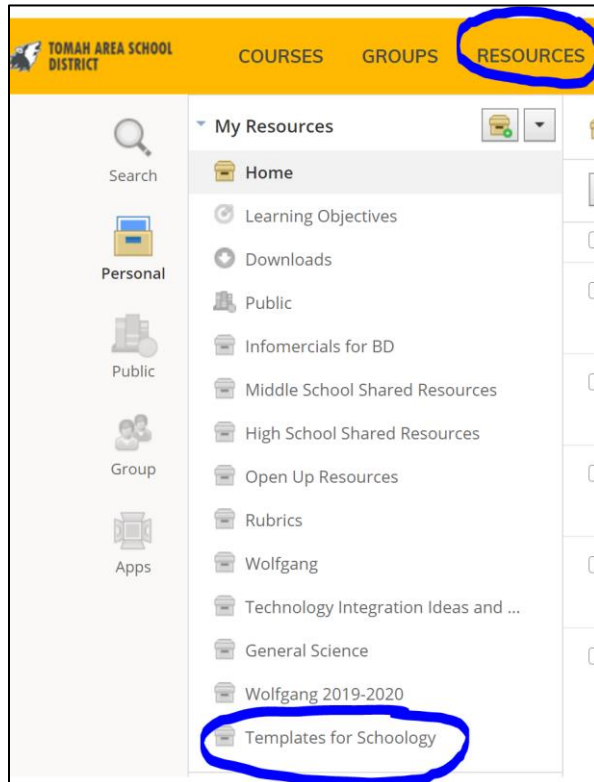 TOMAH AREA SCHOOL
DISTRICT
COURSES GROUPS RESOURCES
Search
Personal
Public
Group
Apps
My Resources
Home
Learning Objectives
Downloads
Public
Infomercials for BD
Middle School Shared Resources
High School Shared Resources
Open Up Resources
Rubrics
Wolfgang
Technology Integration Ideas and ...
General Science
Wolfgang 2019-2020
Templates for Schoology